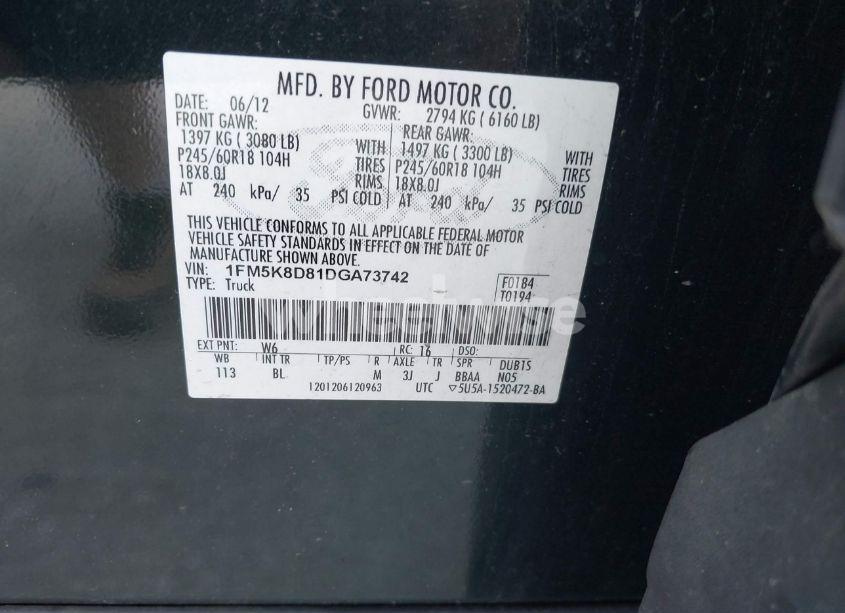 MFD. BY FORD MOTOR CO.
DATE: 06/12 GVWR: 2794 KG ( 6160 LB)
FRONT GAWR: REAR GAWR:
1397 KG ( 3080 LB) WITH 1497 KG ( 3300 LB) WITH
P245/60R18 104H TIRES P245/60R18 104H TIRES
18X8.0J RIMS 18X8.0J RIMS
AT 240 kPa/ 35 PSI COLD AT 240 kPa/ 35 PSI COLD
THIS VEHICLE CONFORMS TO ALL APPLICABLE FEDERAL MOTOR
VEHICLE SAFETY STANDARDS IN EFFECT ON THE DATE OF
MANUFACTURE SHOWN ABOVE.
VIN: 1FM5K8D81DGA73742 F0184
TYPE: Truck T0194
EXT PNT: W6 RC: 16 DSO:
WB INT TR TP/PS R AXLE TR SPR DUBTS
113 BL M 3J J BBAA N05
1201206120963 UTC ▽5U5A-1520472-BA